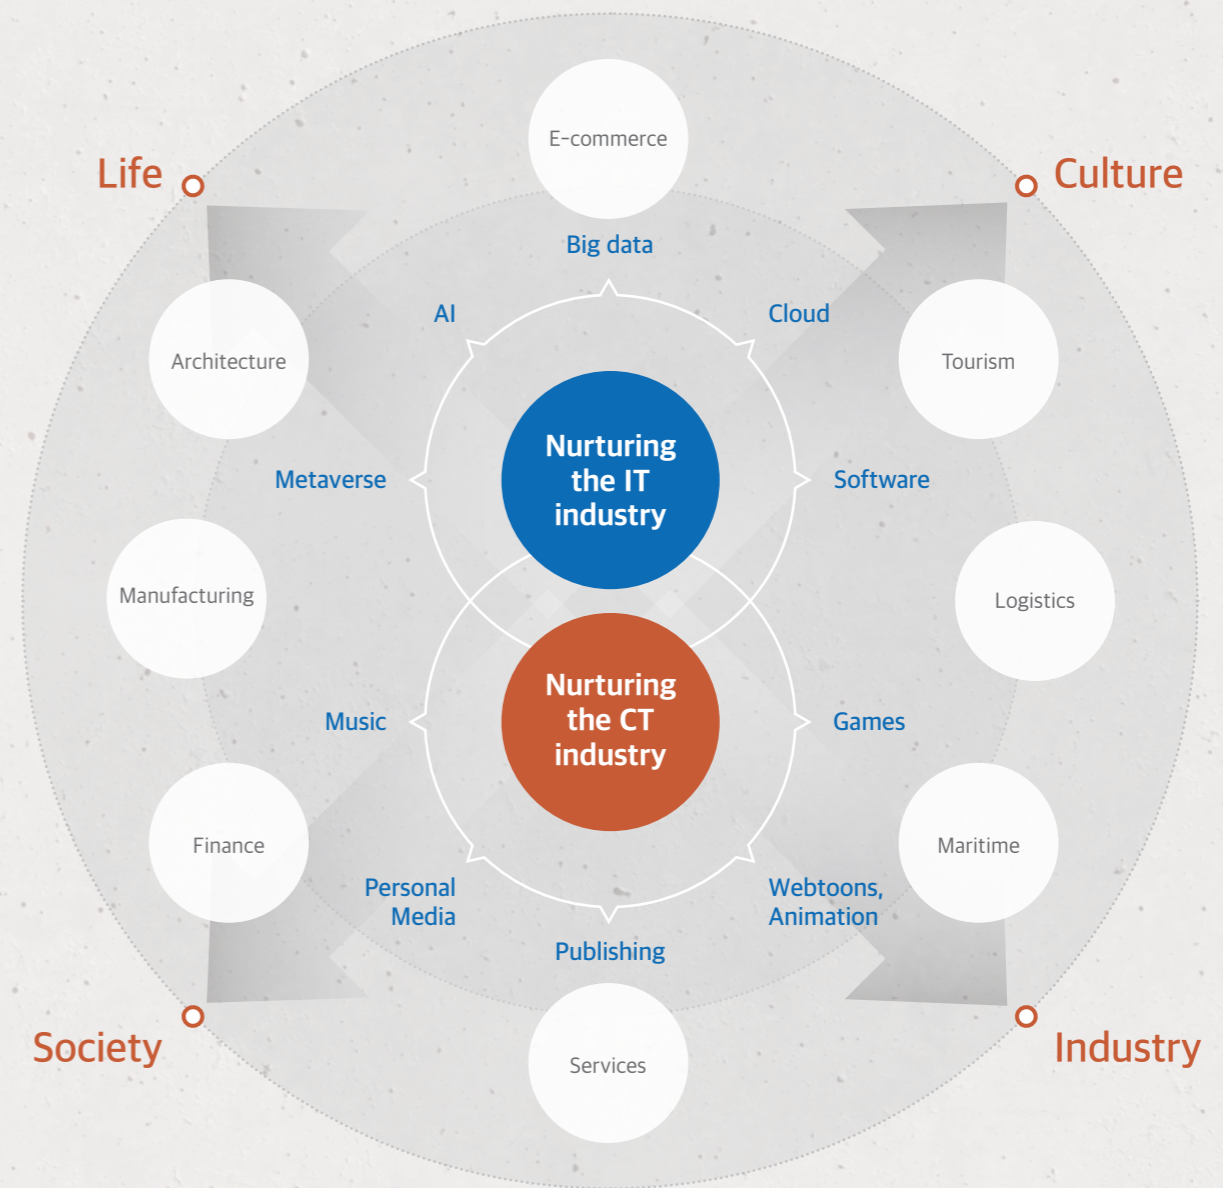 E-commerce
Life
Culture
Big data
AI
Cloud
Architecture
Tourism
Nurturing
the IT
industry
Metaverse
Software
Manufacturing
Logistics
Nurturing
the CT
industry
Music
Games
Finance
Maritime
Personal
Media
Webtoons,
Animation
Publishing
Society
Industry
Services